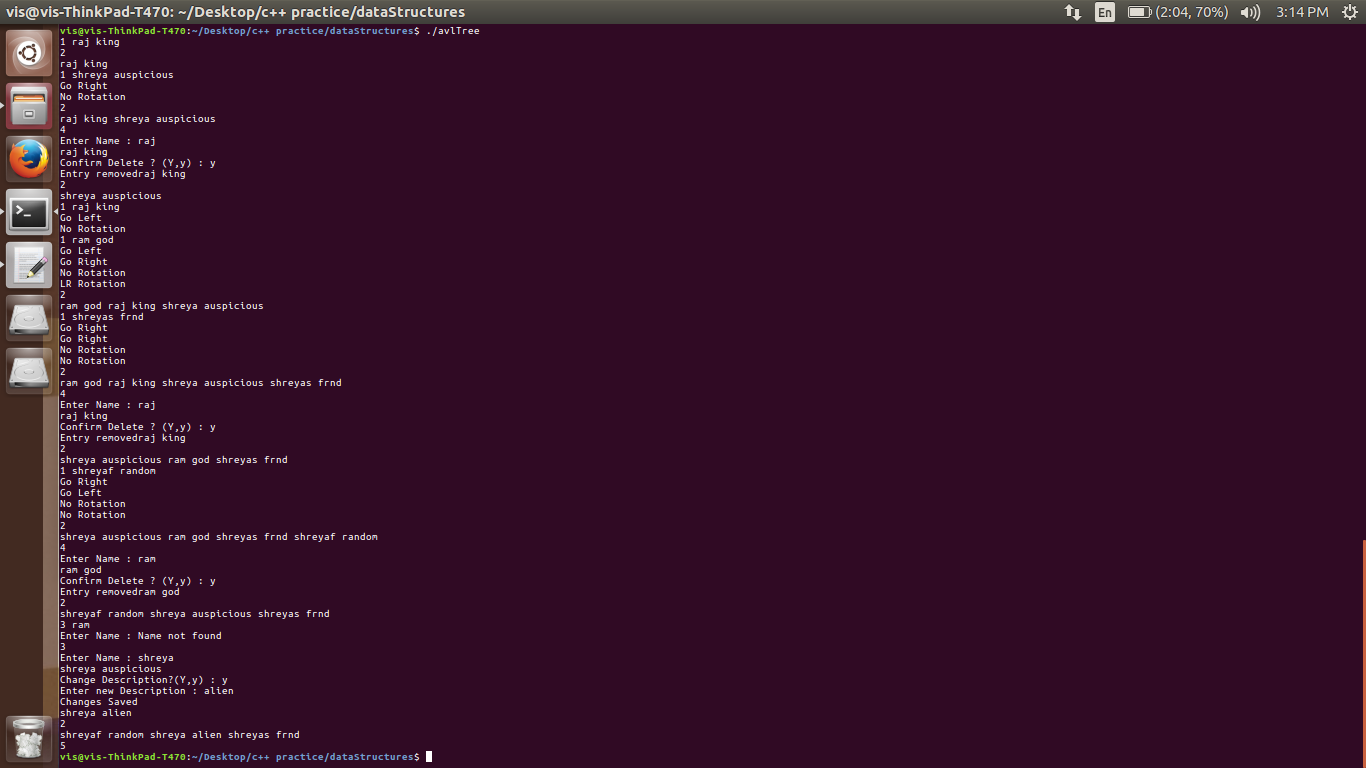 vis@vis-ThinkPad-T470: ~/Desktop/c++ practice/dataStructures
En
(2:04, 70%)
3:14 PM
vis@vis-ThinkPad-T470:~/Desktop/c++ practice/dataStructures$ ./avlTree
1 raj king
2
raj king
1 shreya auspicious
Go Right
No Rotation
2
raj king shreya auspicious
4
Enter Name : raj
raj king
Confirm Delete ? (Y,y) : y
Entry removedraj king
2
shreya auspicious
1 raj king
Go Left
No Rotation
1 ram god
Go Left
Go Right
No Rotation
LR Rotation
2
ram god raj king shreya auspicious
1 shreyas frnd
Go Right
Go Right
No Rotation
No Rotation
2
ram god raj king shreya auspicious shreyas frnd
4
Enter Name : raj
raj king
Confirm Delete ? (Y,y) : y
Entry removedraj king
2
shreya auspicious ram god shreyas frnd
1 shreyaf random
Go Right
Go Left
No Rotation
No Rotation
2
shreya auspicious ram god shreyas frnd shreyaf random
4
Enter Name : ram
ram god
Confirm Delete ? (Y,y) : y
Entry removedram god
2
shreyaf random shreya auspicious shreyas frnd
3 ram
Enter Name : Name not found
3
Enter Name : shreya
shreya auspicious
Change Description?(Y,y) : y
Enter new Description : alien
Changes Saved
shreya alien
2
shreyaf random shreya alien shreyas frnd
5
vis@vis-ThinkPad-T470:~/Desktop/c++ practice/dataStructures$